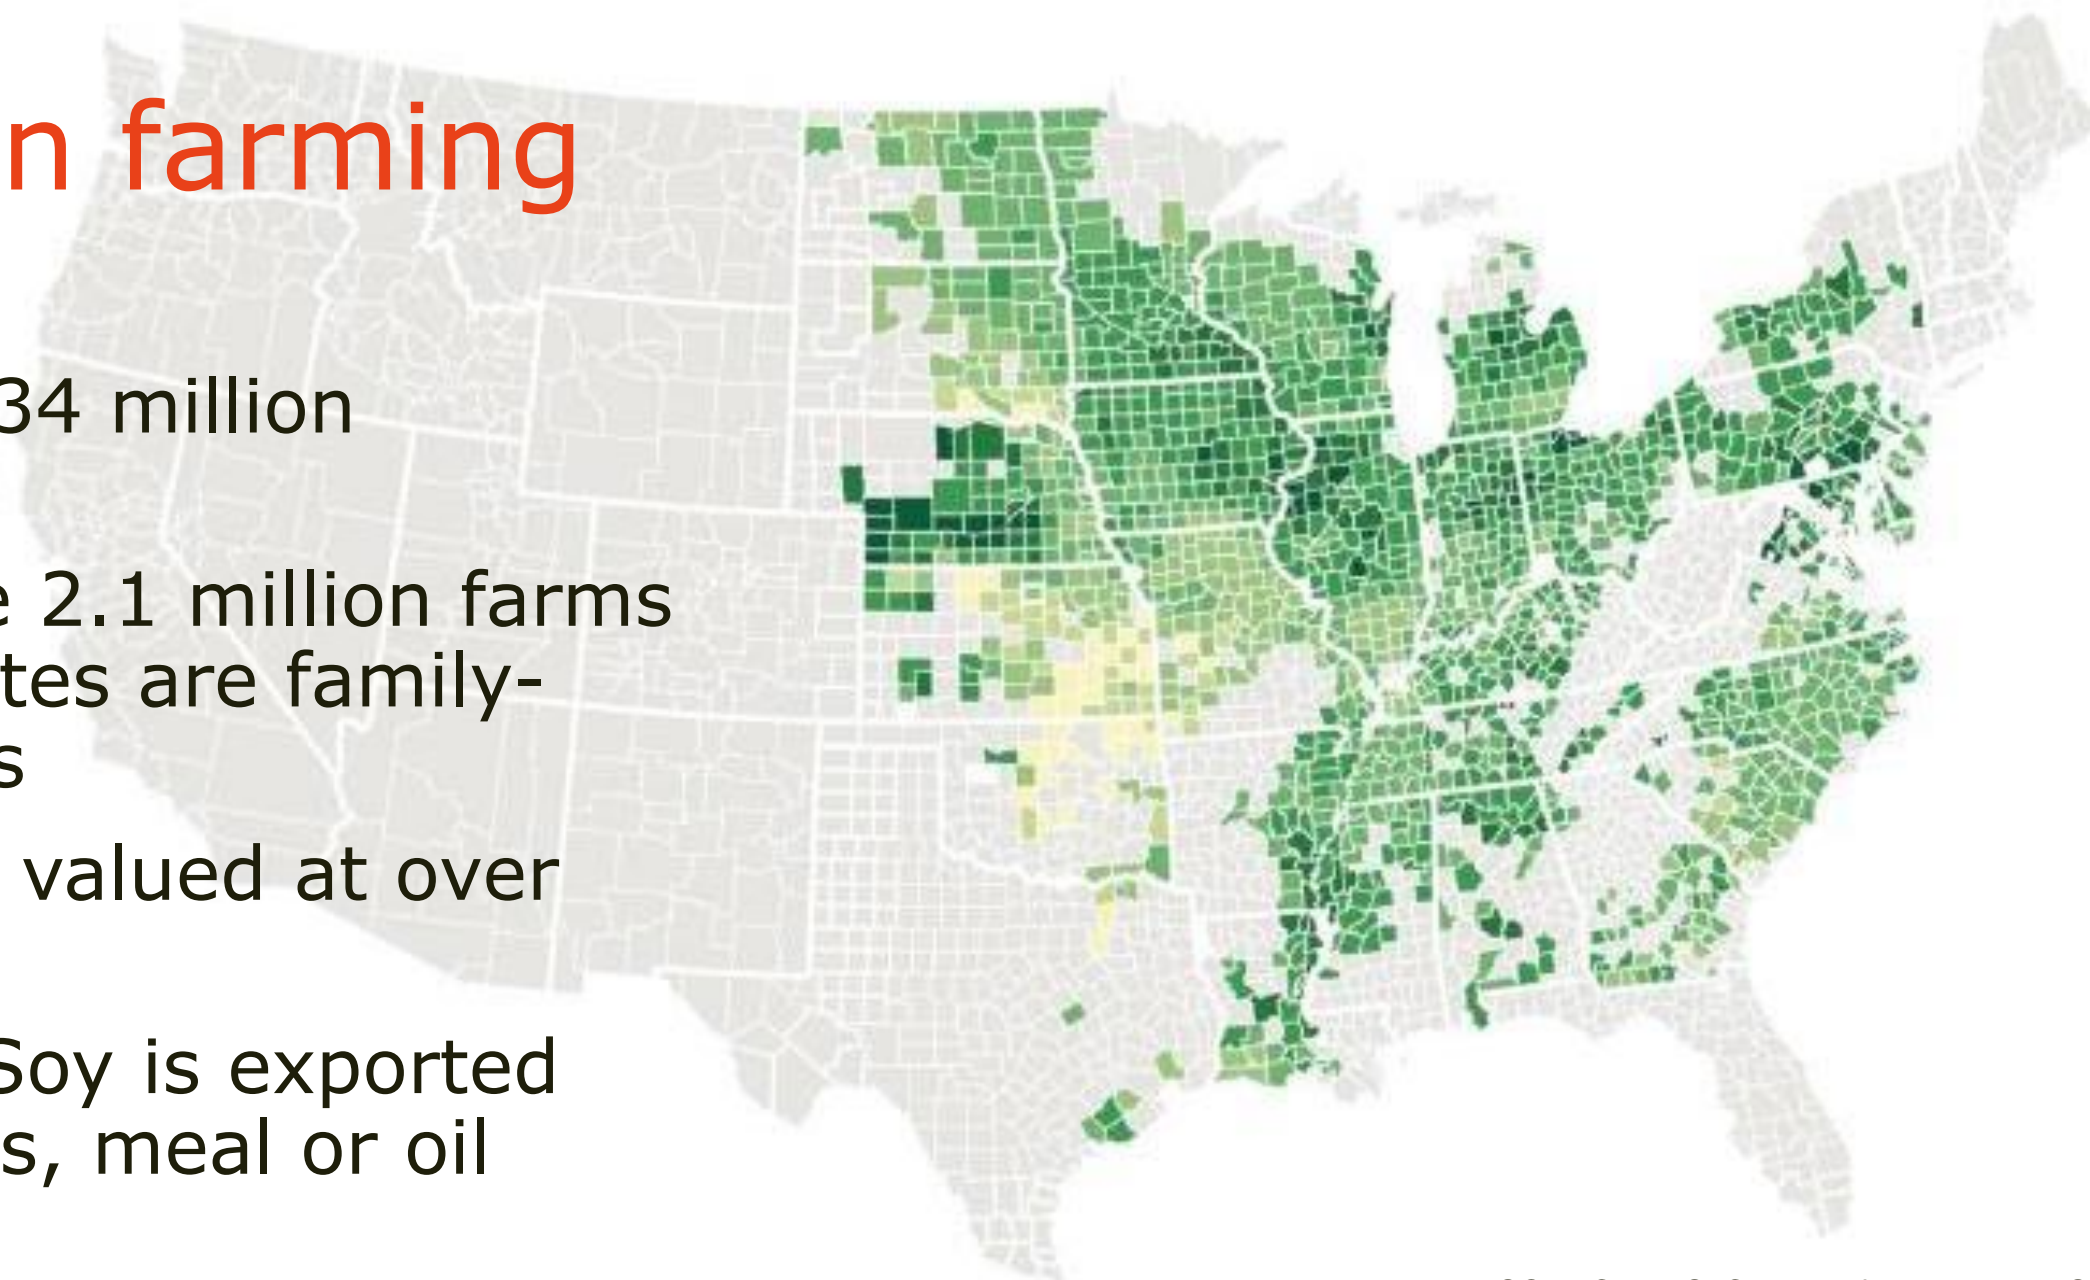 n farming
34 million
e 2.1 million farms
tes are family-
s
valued at over
Soy is exported
s, meal or oil